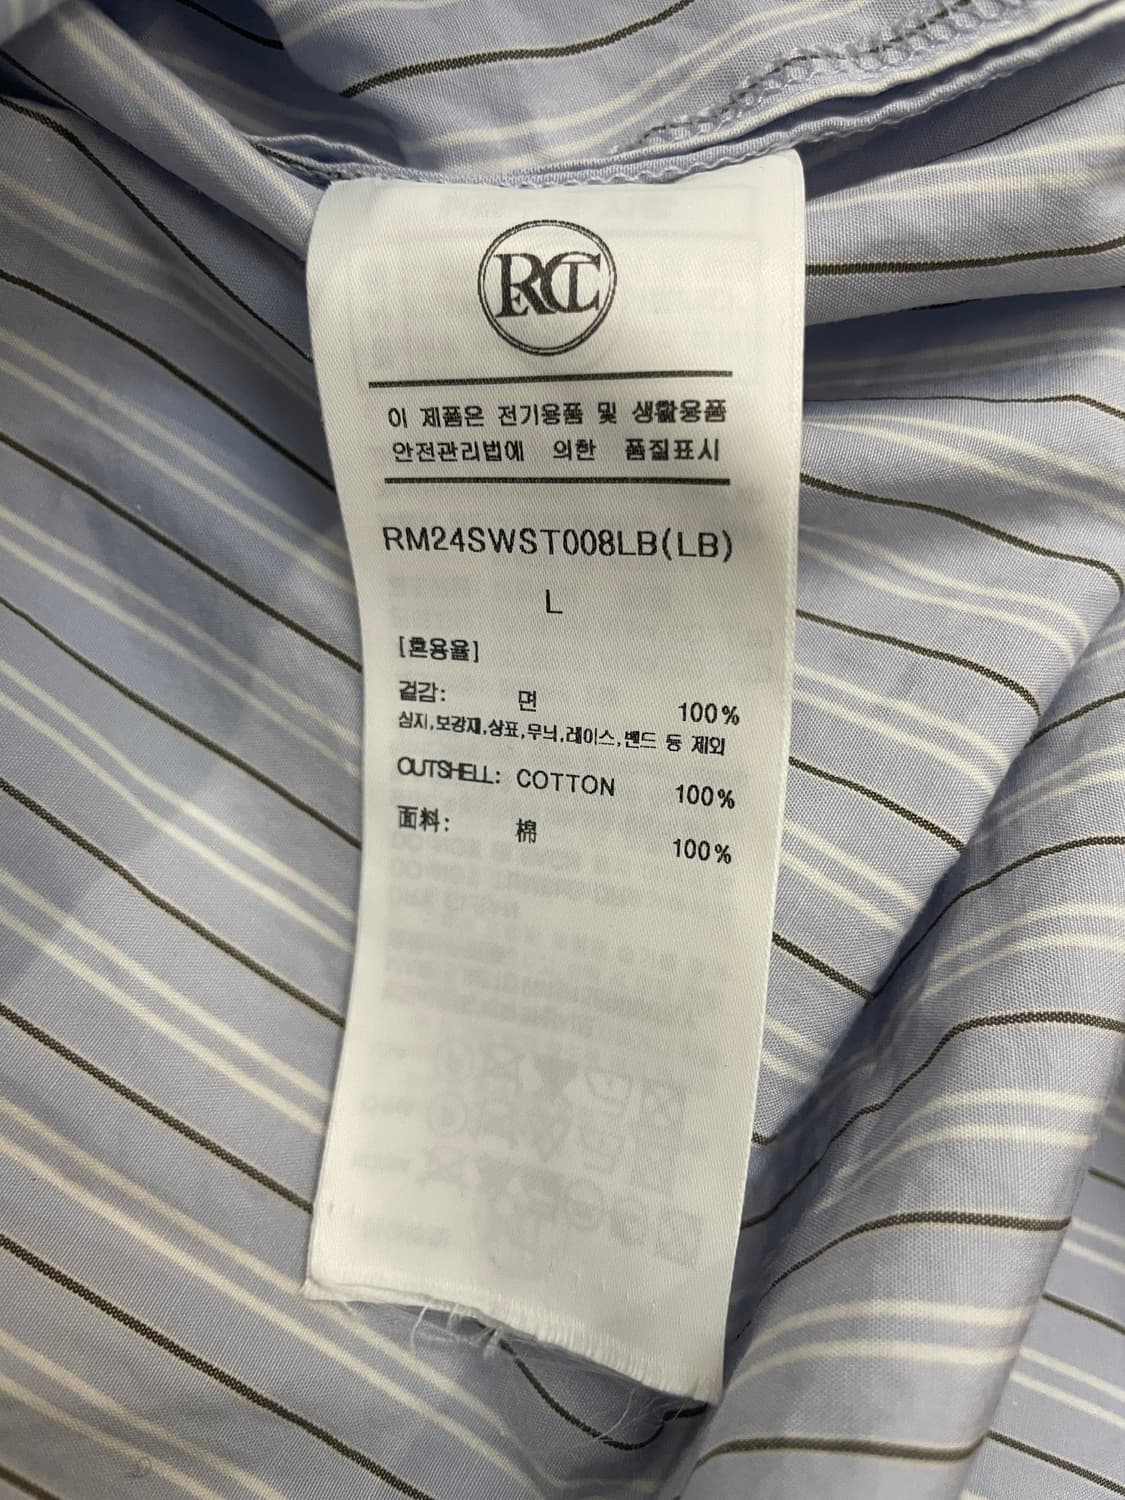 RCT
이 제품은 전기용품 및 생활용품
안전관리법에 의한 품질표시
RM24SWST008LB(LB)
L
[혼용율]
겉감: 면 100%
심지,보강재,상표,무늬,레이스,밴드 등 제외
OUTSHELL: COTTON 100%
面料: 棉 100%